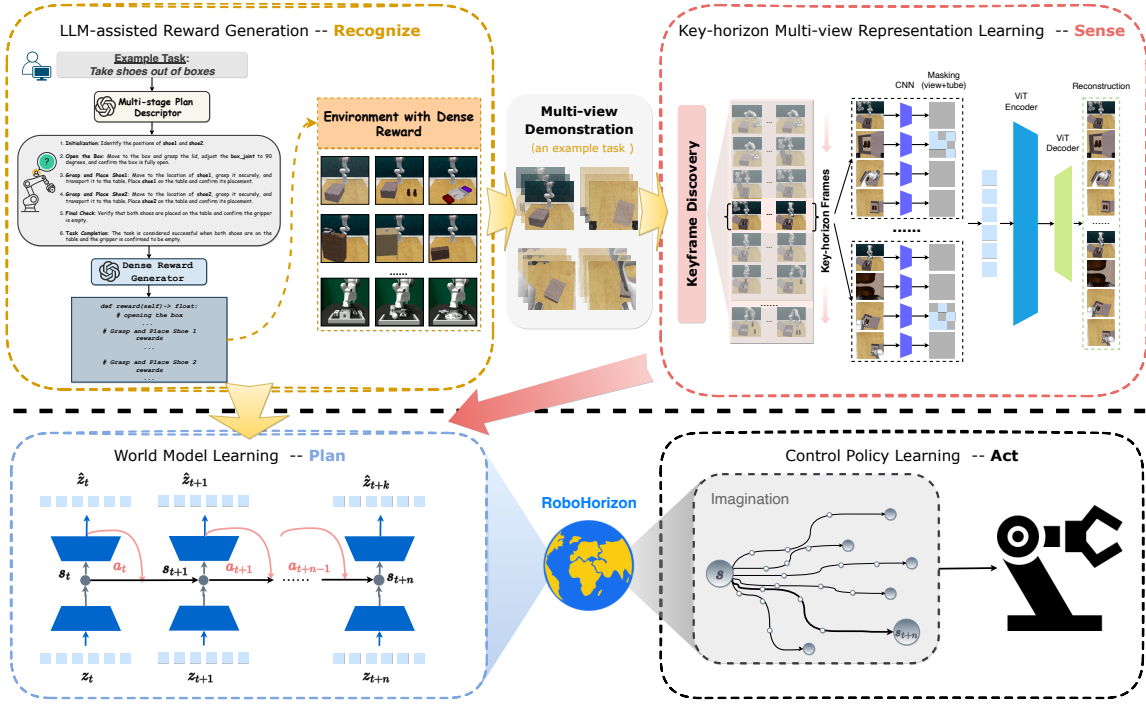 LLM-assisted Reward Generation -- Recognize
Example Task:
Take shoes out of boxes
Multi-stage Plan
Descriptor
1. Initialization: Identify the positions of shoe1 and shoe2.
2. Open the Box: Move to the box and grasp the lid, adjust the box_joint to 90
degrees, and confirm the box is fully open.
3. Grasp and Place Shoe1: Move to the location of shoe1, grasp it securely, and
transport it to the table. Place shoe1 on the table and confirm its placement.
4. Grasp and Place Shoe2: Move to the location of shoe2, grasp it securely, and
transport it to the table. Place shoe2 on the table and confirm its placement.
5. Final Check: Verify that both shoes are placed on the table and confirm the gripper
is empty.
6. Task Completion: The task is considered successful when both shoes are on
the table and the gripper is confirmed to be empty.
?
Dense Reward
Generator
def reward(self)-> float:
# opening the box
...
# Grasp and Place Shoe 1
rewards
...
# Grasp and Place Shoe 2
rewards
...
Environment with Dense
Reward
......
Multi-view
Demonstration
(an example task )
Key-horizon Multi-view Representation Learning -- Sense
Keyframe Discovery
...
...
...
...
...
...
......
...
Key-horizon Frames
CNN
Masking
(view+tube)
......
ViT
Encoder
ViT
Decoder
Reconstruction
......
World Model Learning -- Plan
ẑt
ẑt+1
ẑt+k
st
at
st+1
at+1
......
at+n−1
st+n
zt
zt+1
zt+n
RoboHorizon
Control Policy Learning -- Act
Imagination
s
st+n